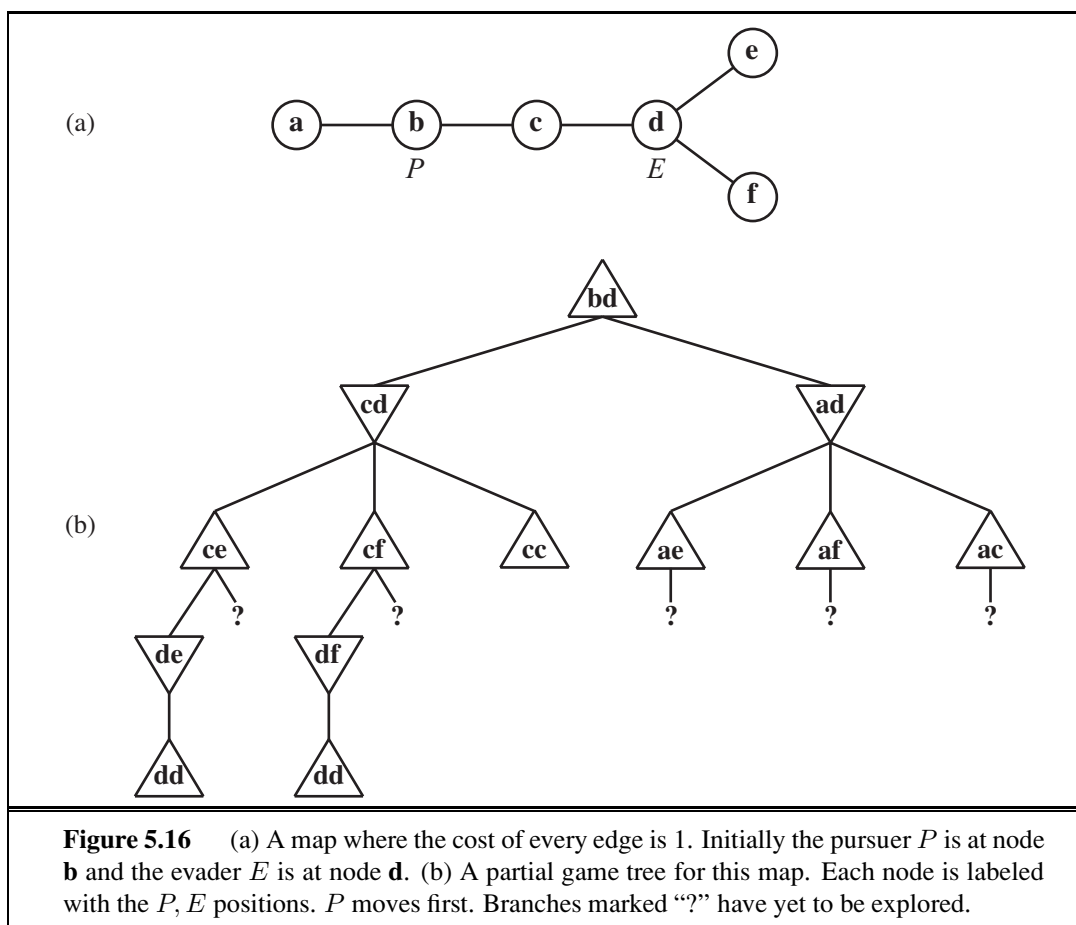 e
(a) a b c d
P E
f
bd
cd ad
(b) ce cf cc ae af ac
? ? ? ? ?
de df
dd dd
Figure 5.16 (a) A map where the cost of every edge is 1. Initially the pursuer P is at node
b and the evader E is at node d. (b) A partial game tree for this map. Each node is labeled
with the P, E positions. P moves first. Branches marked “?” have yet to be explored.